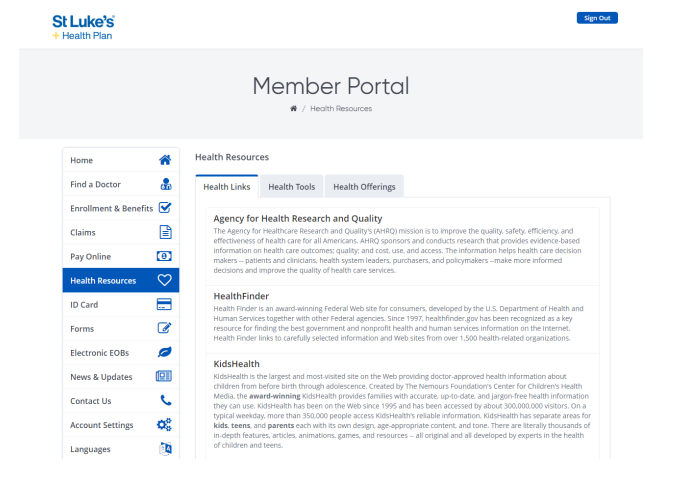 St Luke's
Health Plan
Sign Out
Member Portal
/ Health Resources
Home
Find a Doctor
Enrollment & Benefits
Claims
Pay Online
Health Resources
ID Card
Forms
Electronic EOBs
News & Updates
Contact Us
Account Settings
Languages
Health Resources
Health Links Health Tools Health Offerings
Agency for Health Research and Quality
The Agency for Healthcare Research and Quality's (AHRQ) mission is to improve the quality, safety, efficiency, and
effectiveness of health care for all Americans. AHRQ sponsors and conducts research that provides evidence-based
information on health care outcomes; quality; and cost, use, and access. The information helps health care decision
makers -- patients and clinicians, health system leaders, purchasers, and policymakers --make more informed
decisions and improve the quality of health care services.
HealthFinder
Health Finder is an award-winning Federal Web site for consumers, developed by the U.S. Department of Health and
Human Services together with other Federal agencies. Since 1997, healthfinder.gov has been recognized as a key
resource for finding the best government and nonprofit health and human services information on the Internet.
Health Finder links to carefully selected information and Web sites from over 1,500 health-related organizations.
KidsHealth
KidsHealth is the largest and most-visited site on the Web providing doctor-approved health information about
children from before birth through adolescence. Created by The Nemours Foundation's Center for Children's Health
Media, the award-winning KidsHealth provides families with accurate, up-to-date, and jargon-free health information
they can use. KidsHealth has been on the Web since 1995 and has been accessed by about 300,000,000 visitors. On a
typical weekday, more than 350,000 people access KidsHealth's reliable information. KidsHealth has separate areas for
kids, teens, and parents each with its own design, age-appropriate content, and tone. There are literally thousands of
in-depth features, articles, animations, games, and resources -- all original and all developed by experts in the health
of children and teens.